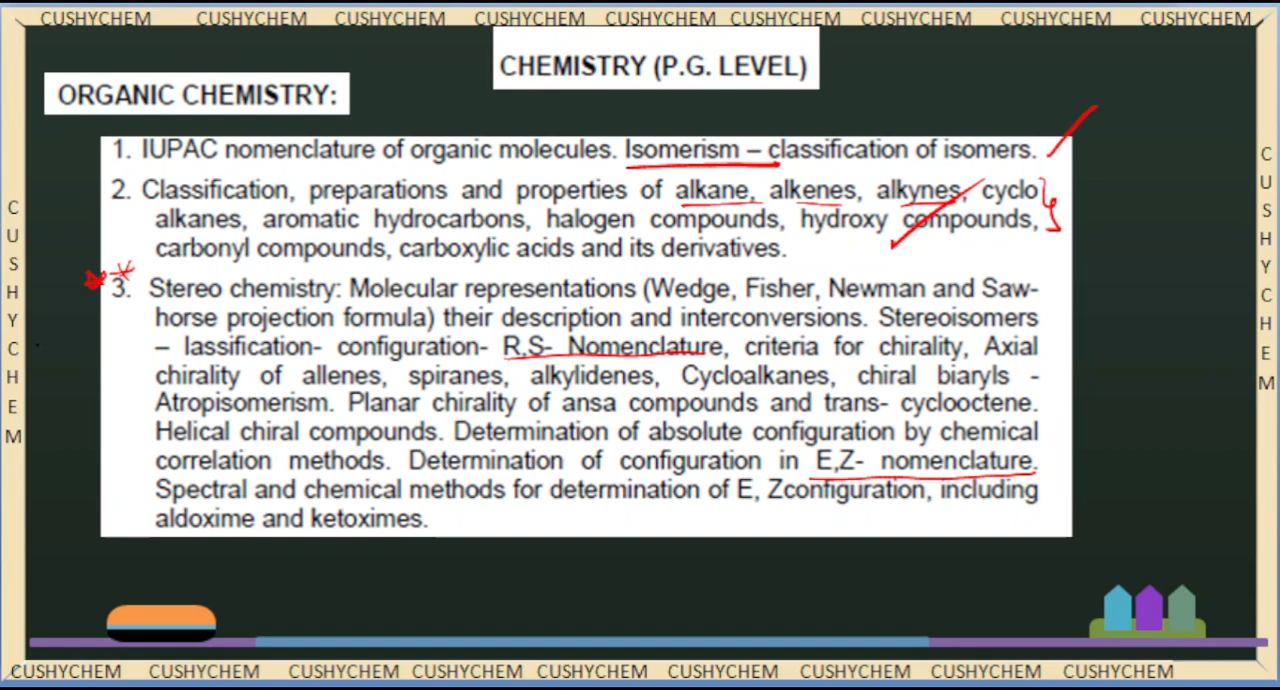 CUSHYCHEM CUSHYCHEM CUSHYCHEM CUSHYCHEM CUSHYCHEM CUSHYCHEM CUSHYCHEM CUSHYCHEM CUSHYCHEM
CHEMISTRY (P.G. LEVEL)
ORGANIC CHEMISTRY:
1. IUPAC nomenclature of organic molecules. Isomerism – classification of isomers.
2. Classification, preparations and properties of alkane, alkenes, alkynes, cyclo
alkanes, aromatic hydrocarbons, halogen compounds, hydroxy compounds,
carbonyl compounds, carboxylic acids and its derivatives.
3. Stereo chemistry: Molecular representations (Wedge, Fisher, Newman and Saw-
horse projection formula) their description and interconversions. Stereoisomers
– lassification- configuration- R,S- Nomenclature, criteria for chirality, Axial
chirality of allenes, spiranes, alkylidenes, Cycloalkanes, chiral biaryls -
Atropisomerism. Planar chirality of ansa compounds and trans- cyclooctene.
Helical chiral compounds. Determination of absolute configuration by chemical
correlation methods. Determination of configuration in E,Z- nomenclature.
Spectral and chemical methods for determination of E, Zconfiguration, including
aldoxime and ketoximes.
CUSHYCHEM
CUSHYCHEM
CUSHYCHEM CUSHYCHEM CUSHYCHEM CUSHYCHEM CUSHYCHEM CUSHYCHEM CUSHYCHEM CUSHYCHEM CUSHYCHEM